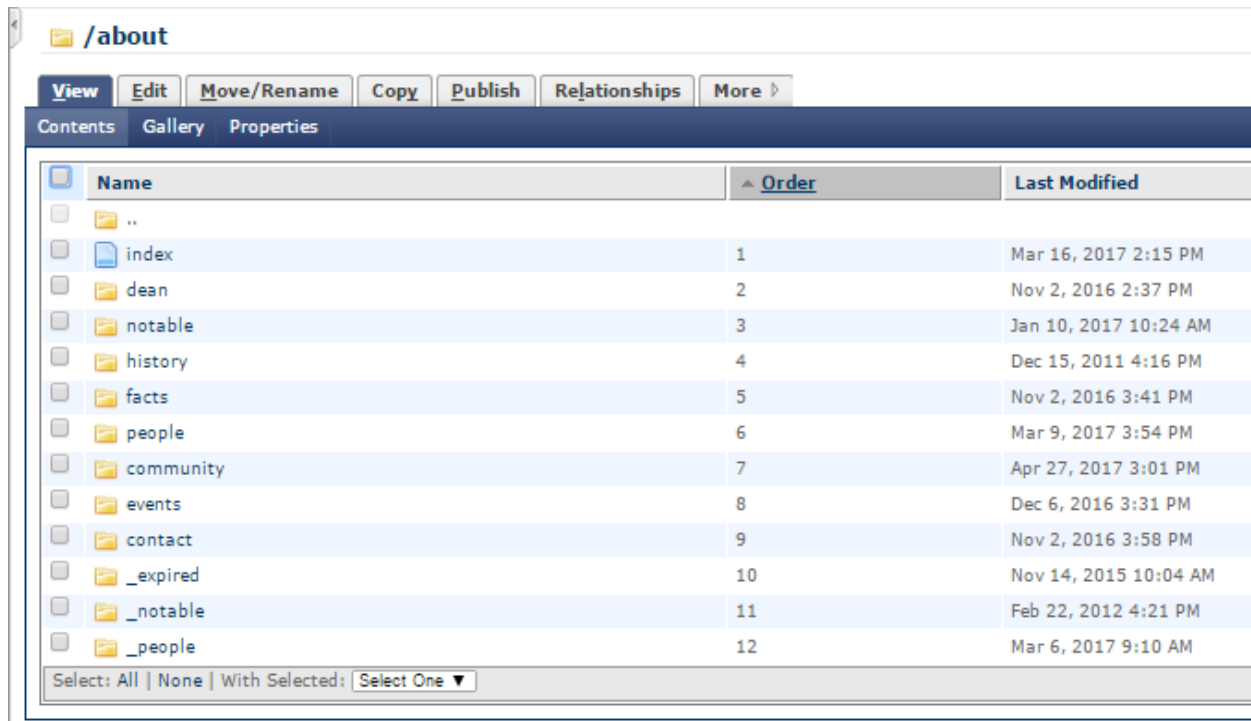 /about
View Edit Move/Rename Copy Publish Relationships More
Contents Gallery Properties
Name Order Last Modified
..
index 1 Mar 16, 2017 2:15 PM
dean 2 Nov 2, 2016 2:37 PM
notable 3 Jan 10, 2017 10:24 AM
history 4 Dec 15, 2011 4:16 PM
facts 5 Nov 2, 2016 3:41 PM
people 6 Mar 9, 2017 3:54 PM
community 7 Apr 27, 2017 3:01 PM
events 8 Dec 6, 2016 3:31 PM
contact 9 Nov 2, 2016 3:58 PM
_expired 10 Nov 14, 2015 10:04 AM
_notable 11 Feb 22, 2012 4:21 PM
_people 12 Mar 6, 2017 9:10 AM
Select: All | None | With Selected: Select One